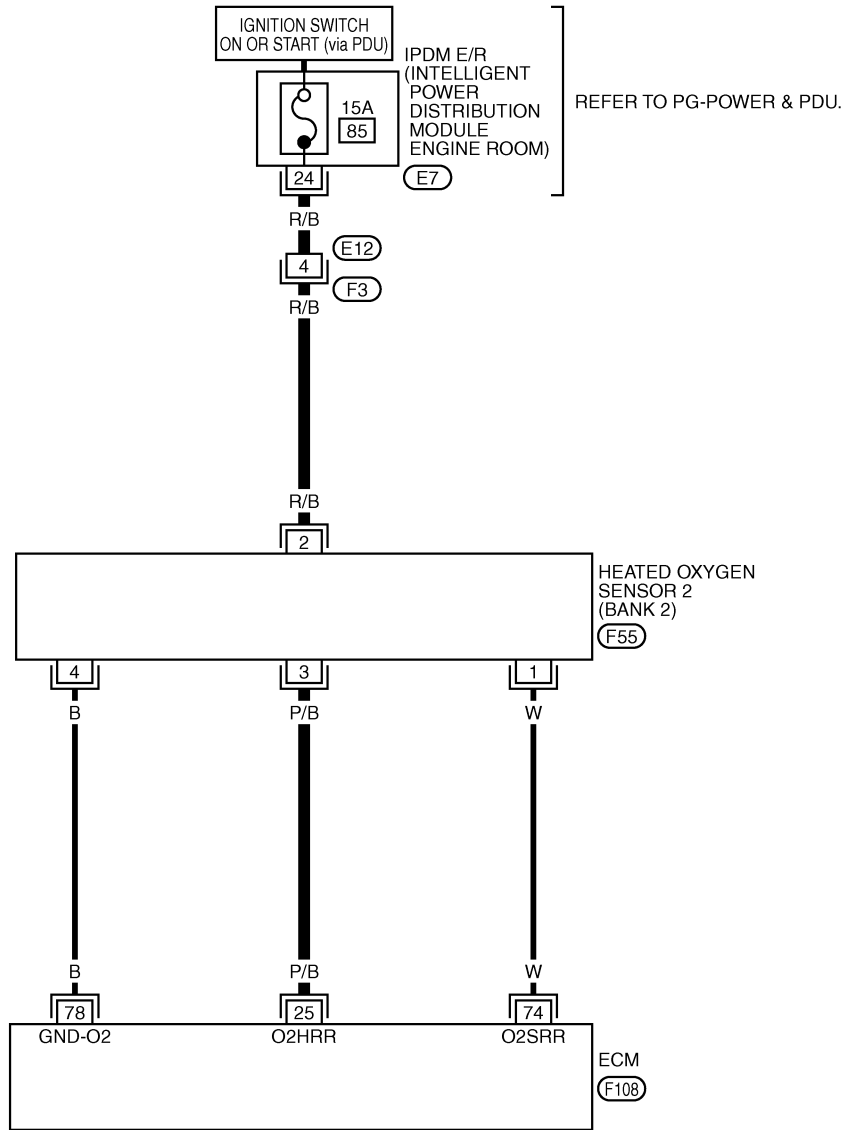 IGNITION SWITCH
ON OR START (via PDU)
IPDM E/R
(INTELLIGENT
POWER
DISTRIBUTION
MODULE
ENGINE ROOM)
E7
REFER TO PG-POWER & PDU.
15A
85
24
R/B
E12
4
F3
R/B
R/B
2
HEATED OXYGEN
SENSOR 2
(BANK 2)
F55
4 3 1
B P/B W
B P/B W
78 25 74
GND-O2 O2HRR O2SRR
ECM
F108